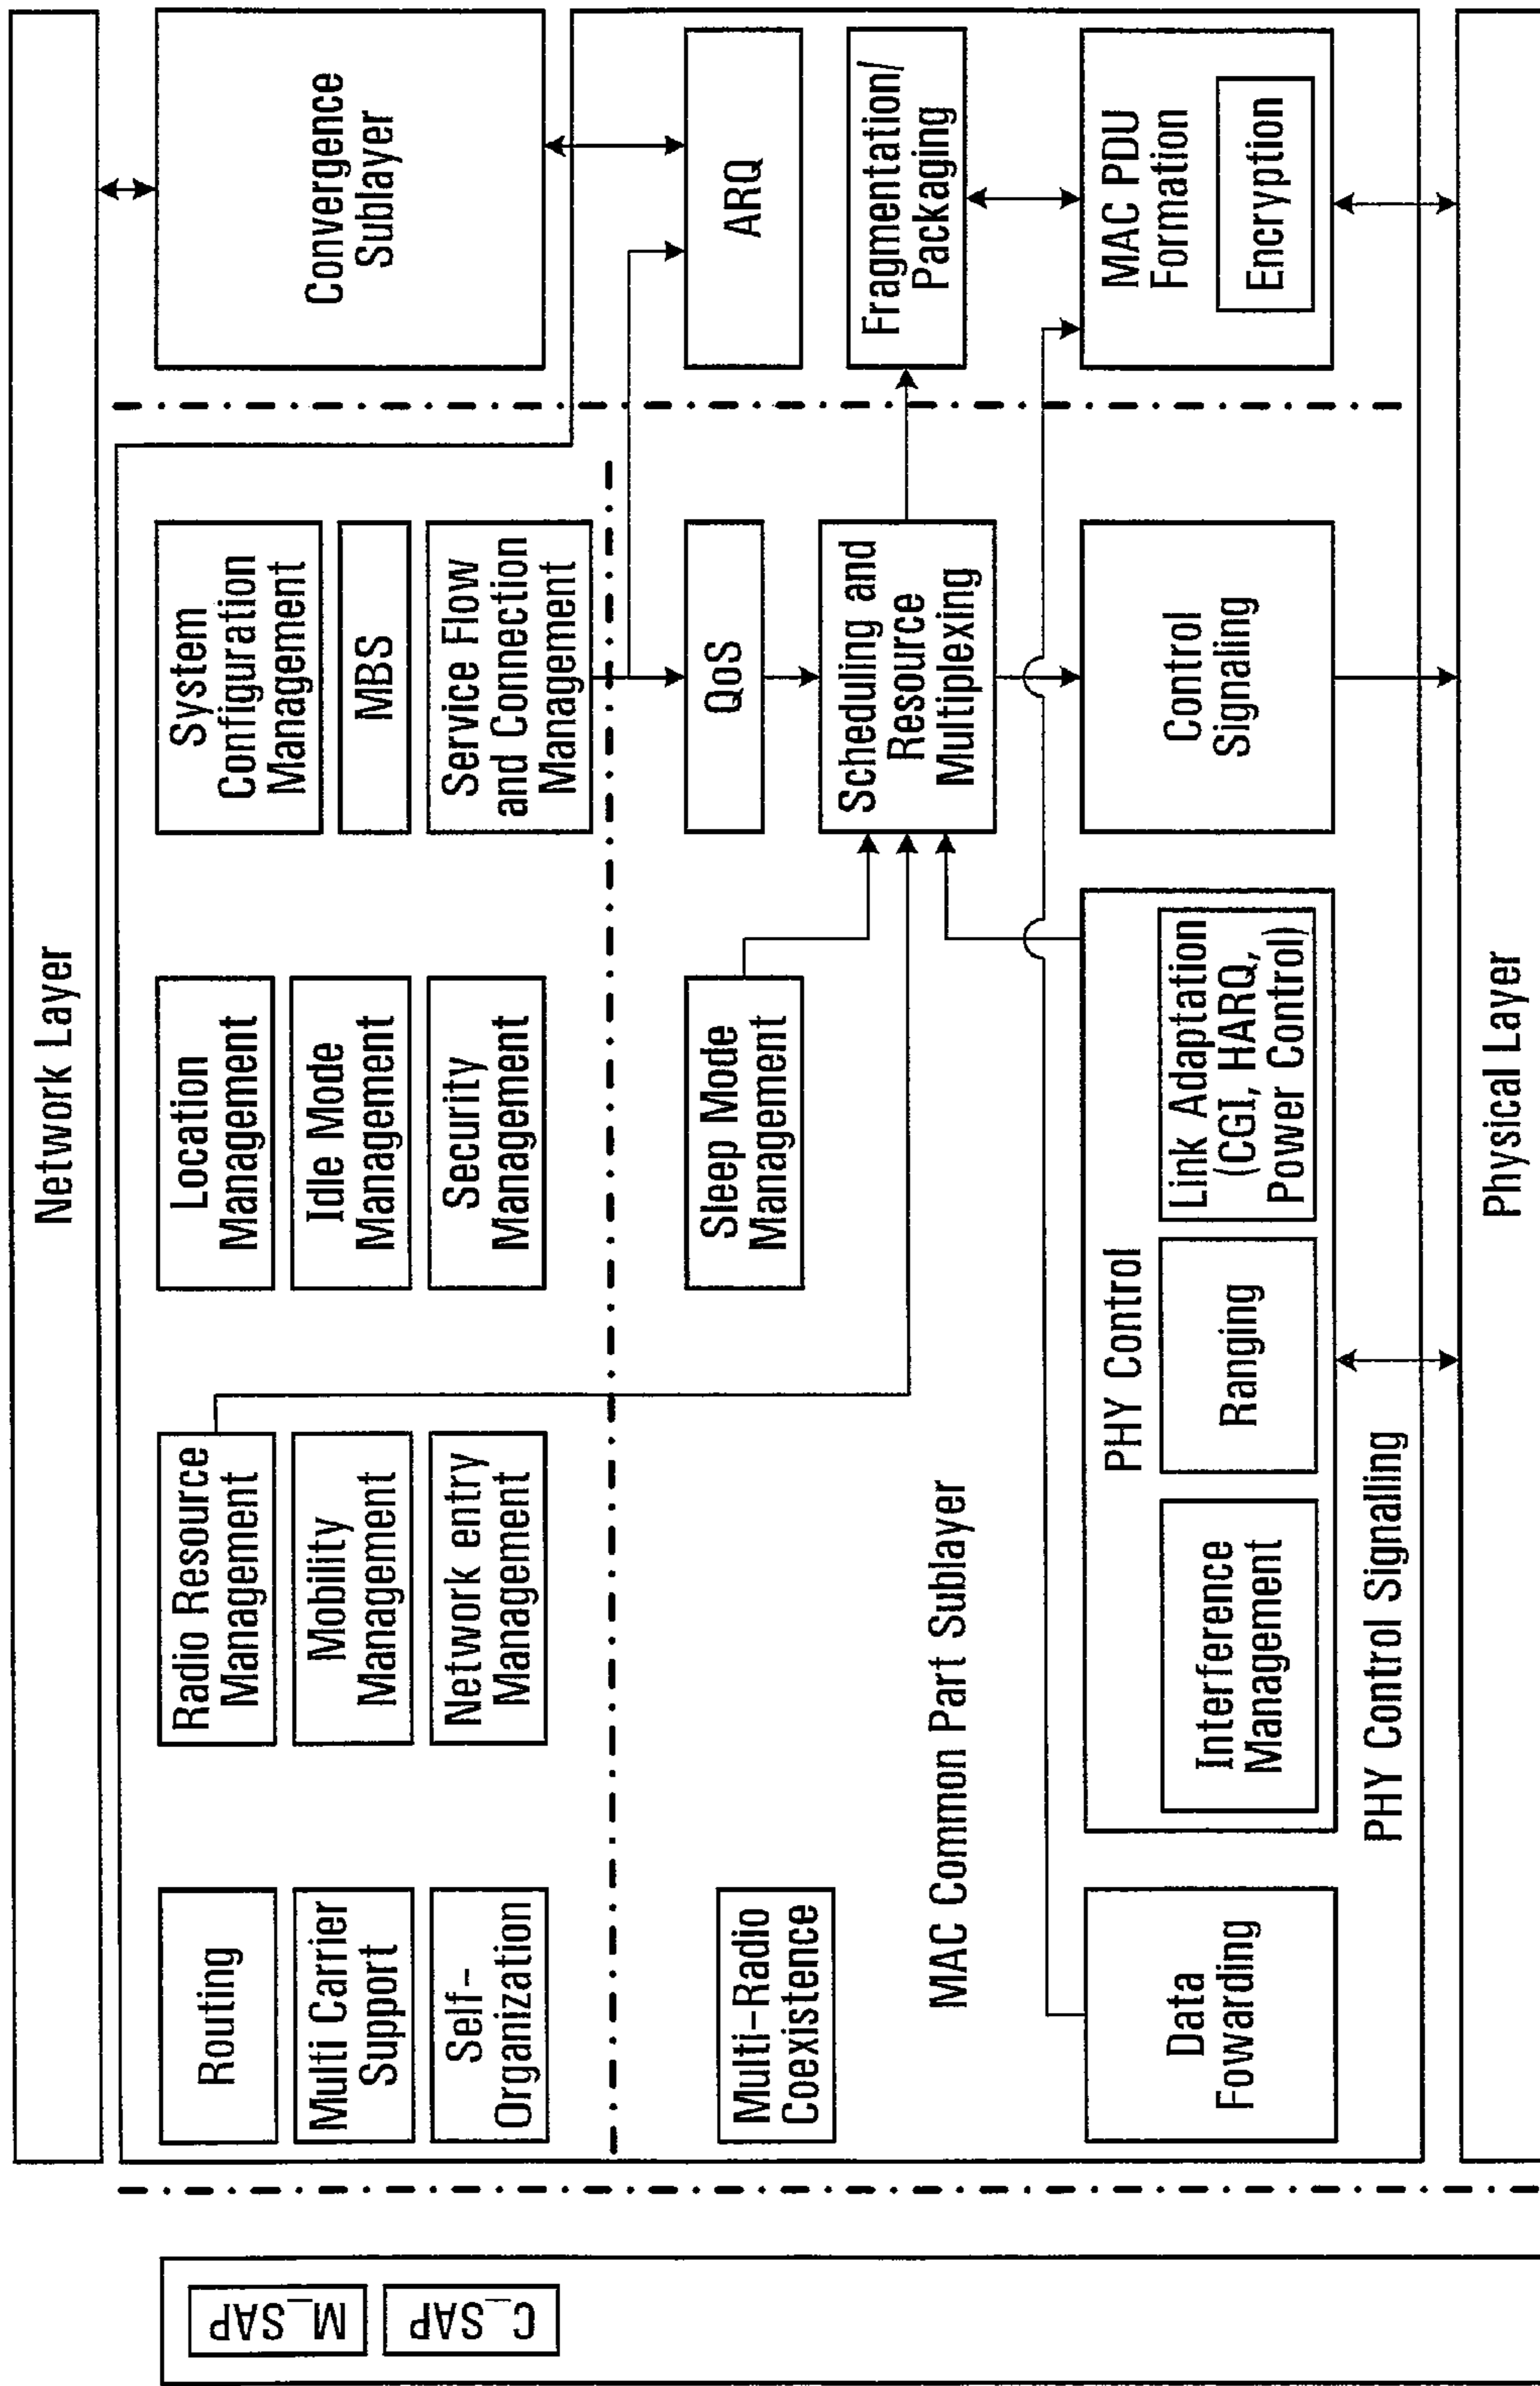 Network Layer
M_SAP
C_SAP
Routing
Multi Carrier
Support
Self-
Organization
Radio Resource
Management
Mobility
Management
Network entry
Management
Location
Management
Idle Mode
Management
Security
Management
System
Configuration
Management
MBS
Service Flow
and Connection
Management
Convergence
Sublayer
Multi-Radio
Coexistence
Sleep Mode
Management
QoS
ARQ
Scheduling and
Resource
Multiplexing
Fragmentation/
Packaging
MAC Common Part Sublayer
Data
Fowarding
PHY Control
Interference
Management
Ranging
Link Adaptation
(CGI, HARQ,
Power Control)
Control
Signaling
MAC PDU
Formation
Encryption
PHY Control Signalling
Physical Layer